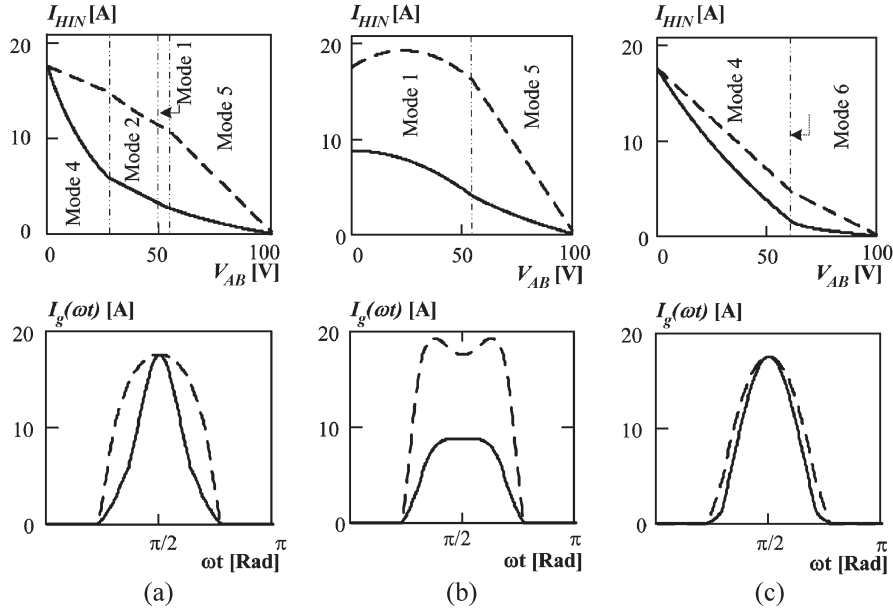 I_HIN [A]
20
10
0
Mode 4
Mode 2
Mode 1
Mode 5
0
50
100
V_AB [V]
I_HIN [A]
20
10
0
Mode 1
Mode 5
0
50
100
V_AB [V]
I_HIN [A]
20
10
0
Mode 4
Mode 6
0
50
100
V_AB [V]
I_g(ωt) [A]
20
10
0
π/2
π
ωt [Rad]
(a)
I_g(ωt) [A]
20
10
0
π/2
π
ωt [Rad]
(b)
I_g(ωt) [A]
20
10
0
π/2
π
ωt [Rad]
(c)